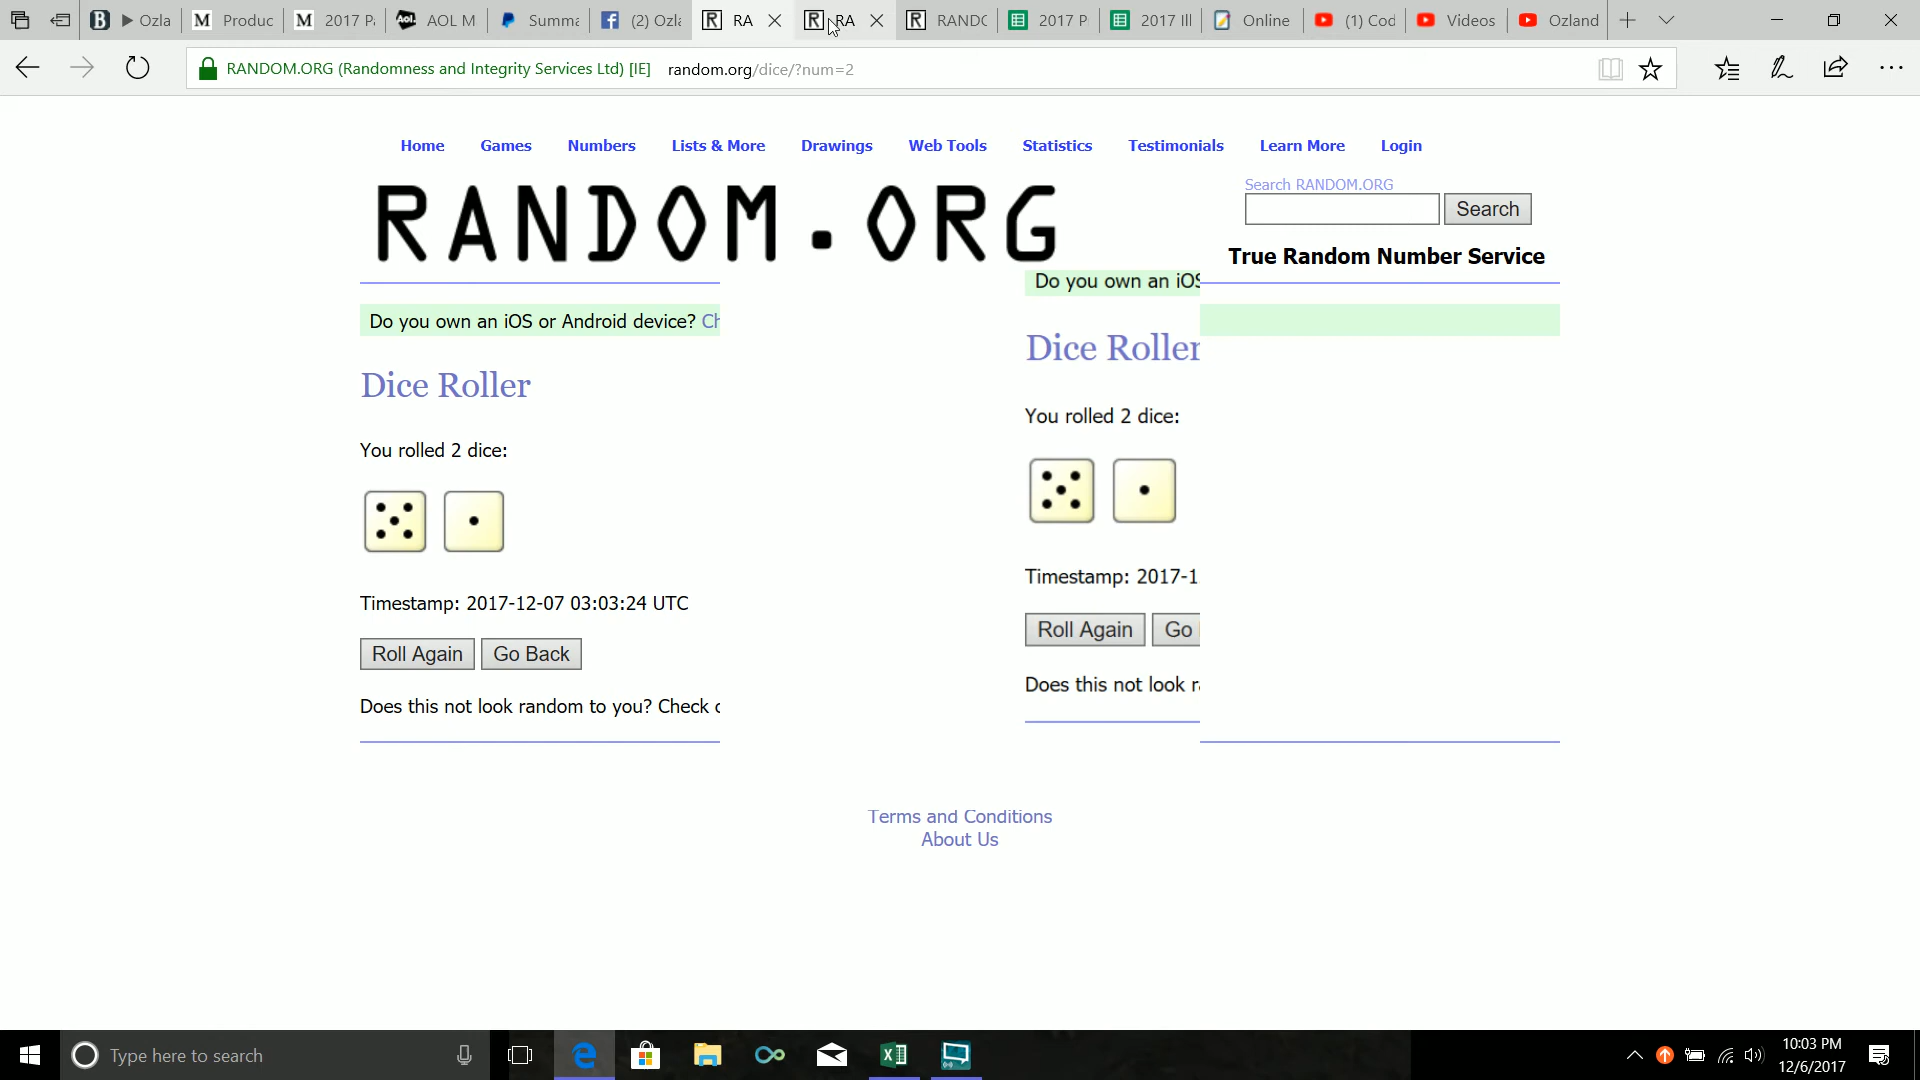 Ozla
Produc
2017 Pa
AOL M
Summa
(2) Ozla
RA
RA
RANDO
2017 P
2017 Ill
Online
(1) Cod
Videos
Ozland
RANDOM.ORG (Randomness and Integrity Services Ltd) [IE] random.org/dice/?num=2
Home Games Numbers Lists & More Drawings Web Tools Statistics Testimonials Learn More Login
RANDOM.ORG
Search RANDOM.ORG
Search
True Random Number Service
Do you own an iOS or Android device? Ch
Dice Roller
You rolled 2 dice:
Timestamp: 2017-12-07 03:03:24 UTC
Roll Again Go Back
Does this not look random to you? Check
Do you own an iOS
Dice Roller
You rolled 2 dice:
Timestamp: 2017-1
Roll Again Go
Does this not look
Terms and Conditions
About Us
Type here to search
10:03 PM
12/6/2017